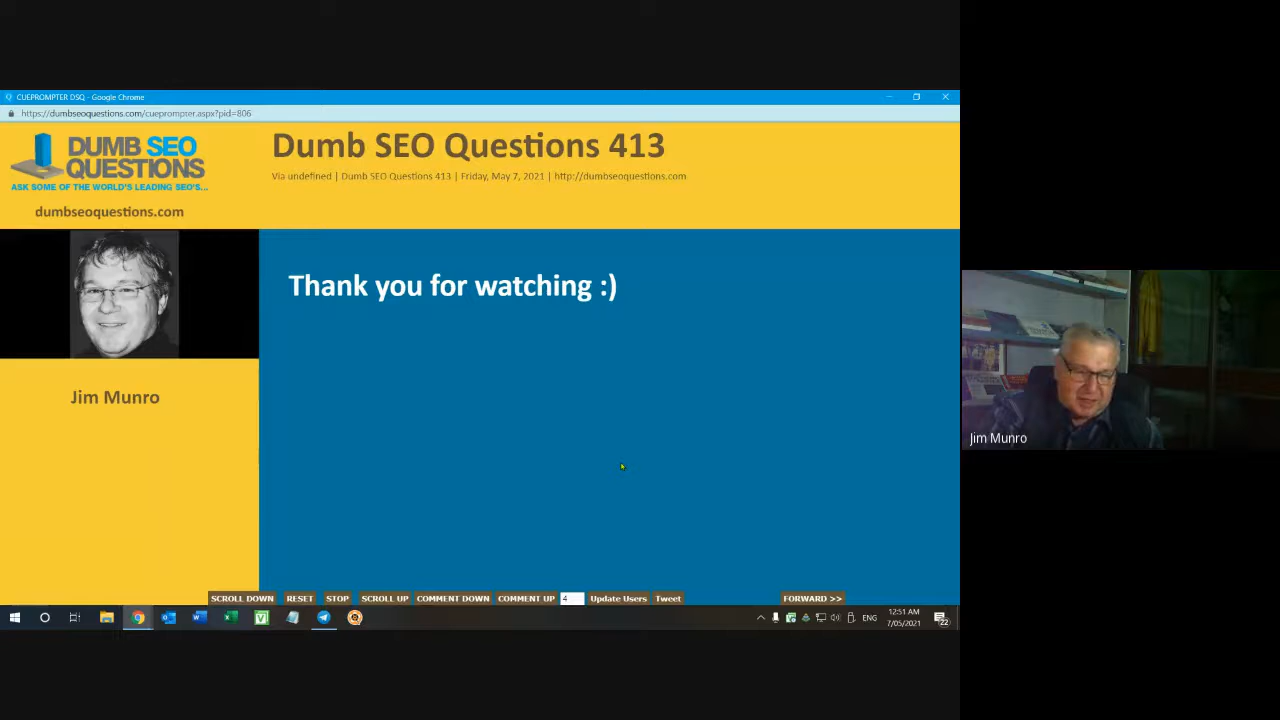 CUEPROMPTER DSQ - Google Chrome
https://dumbseoquestions.com/cueprompter.aspx?pid=806
DUMB SEO
QUESTIONS
ASK SOME OF THE WORLD'S LEADING SEO'S...
dumbseoquestions.com
Dumb SEO Questions 413
Via undefined | Dumb SEO Questions 413 | Friday, May 7, 2021 | http://dumbseoquestions.com
Jim Munro
Thank you for watching :)
Jim Munro
SCROLL DOWN RESET STOP SCROLL UP COMMENT DOWN COMMENT UP 4 Update Users Tweet FORWARD >>
ENG
12:51 AM
7/05/2021
22